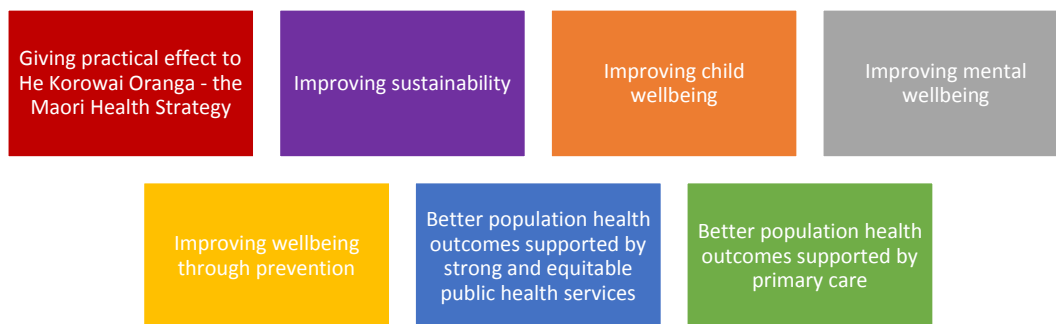 Giving practical effect to
He Korowai Oranga - the
Maori Health Strategy
Improving sustainability
Improving child
wellbeing
Improving mental
wellbeing
Improving wellbeing
through prevention
Better population health
outcomes supported by
strong and equitable
public health services
Better population health
outcomes supported by
primary care